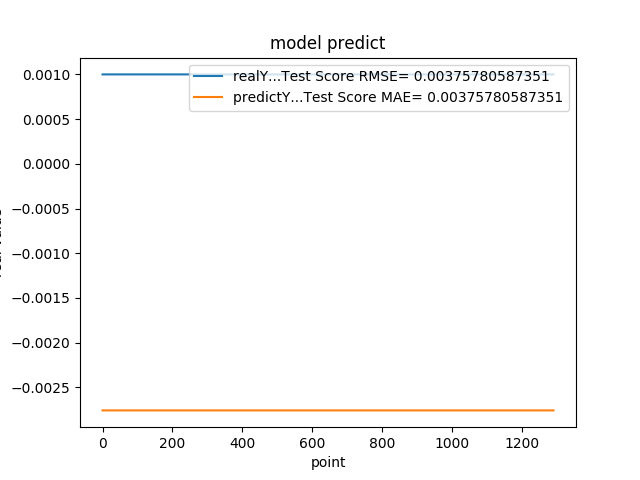 model predict
realY...Test Score RMSE= 0.00375780587351
predictY...Test Score MAE= 0.00375780587351
0.0010
0.0005
0.0000
−0.0005
−0.0010
−0.0015
−0.0020
−0.0025
0 200 400 600 800 1000 1200
point